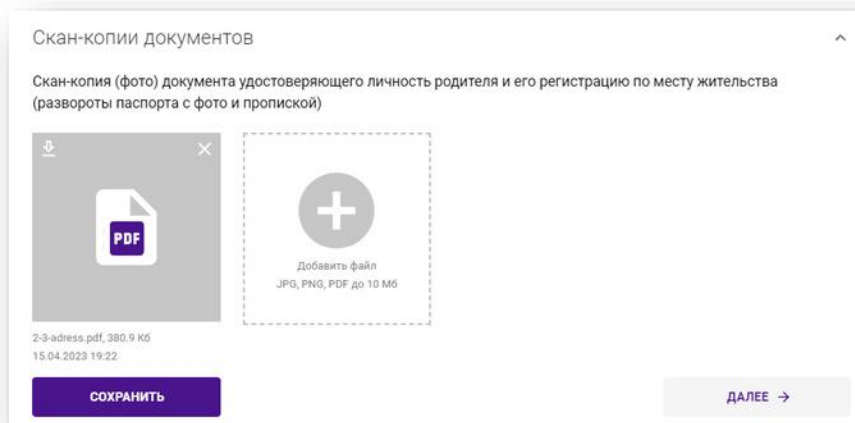 Скан-копии документов
Скан-копия (фото) документа удостоверяющего личность родителя и его регистрацию по месту жительства
(развороты паспорта с фото и пропиской)
PDF
Добавить файл
JPG, PNG, PDF до 10 Мб
2-3-adress.pdf, 380.9 Кб
15.04.2023 19:22
СОХРАНИТЬ
ДАЛЕЕ →